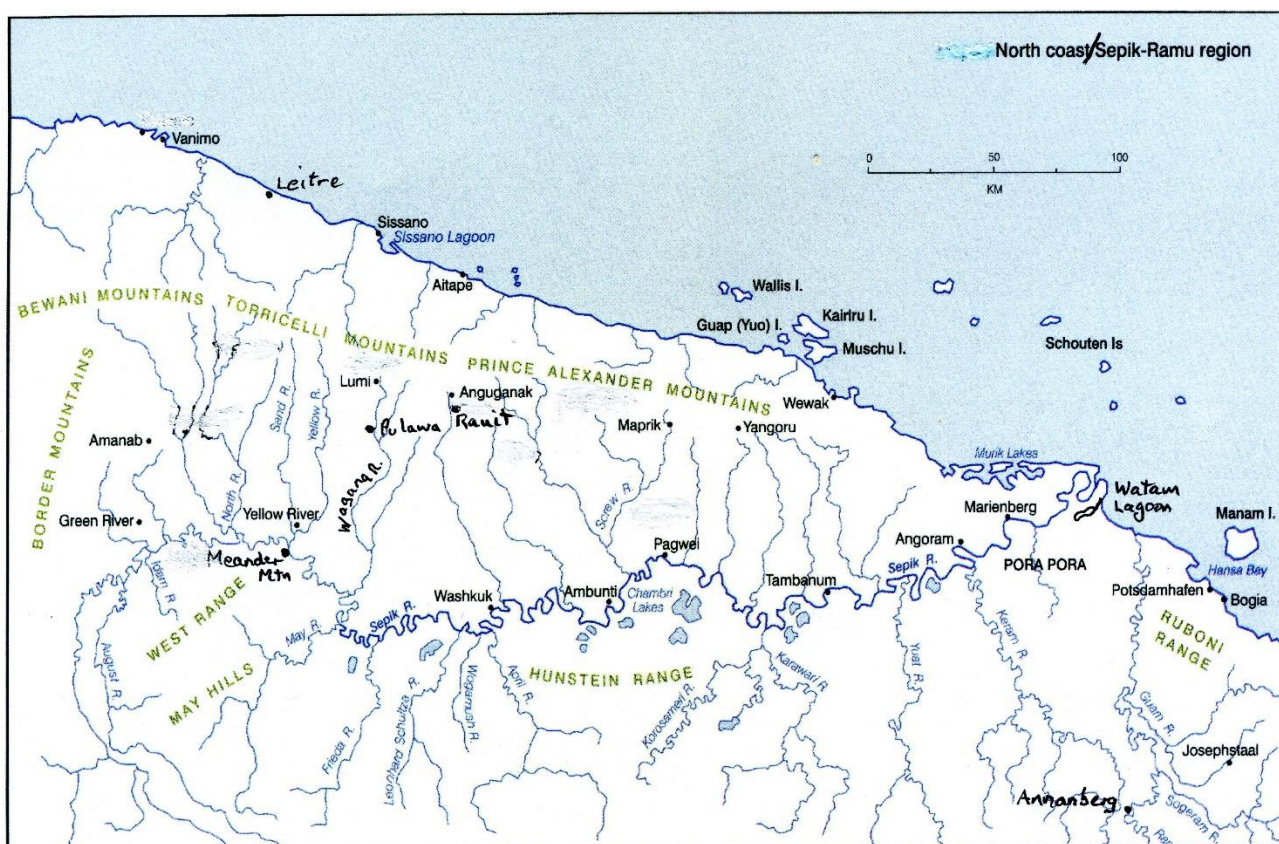 North coast/Sepik-Ramu region
Vanimo
Leitre
0 50 100
KM
Sissano
Sissano Lagoon
Aitape
Wallis I.
Kairiru I.
Guap (Yuo) I.
Muschu I.
Schouten Is
BEWANI MOUNTAINS
TORRICELLI MOUNTAINS
PRINCE ALEXANDER MOUNTAINS
BORDER MOUNTAINS
Lumi
Anguganak
Rauit
Pulawa
Wewak
Maprik
Yangoru
Amanab
Sand R.
Yellow R.
North R.
Wagana R.
Screw R.
Murik Lakes
Marienberg
Watam
Lagoon
Manam I.
Green River
Yellow River
Meander
Mtn
Pagwei
Angoram
PORA PORA
Hansa Bay
Idam R.
WEST RANGE
Washkuk
Ambunti
Chambri
Lakes
Tambanum
Sepik R.
Potsdamhafen
Bogia
August R.
May R.
Sepik R.
MAY HILLS
HUNSTEIN RANGE
RUBONI
RANGE
Frieda R.
Leonhard Schultze R.
Wogamush R.
April R.
Korosameri R.
Karawari R.
Yuat R.
Keram R.
Guam R.
Josephstaal
Annanberg
Sogeram R.